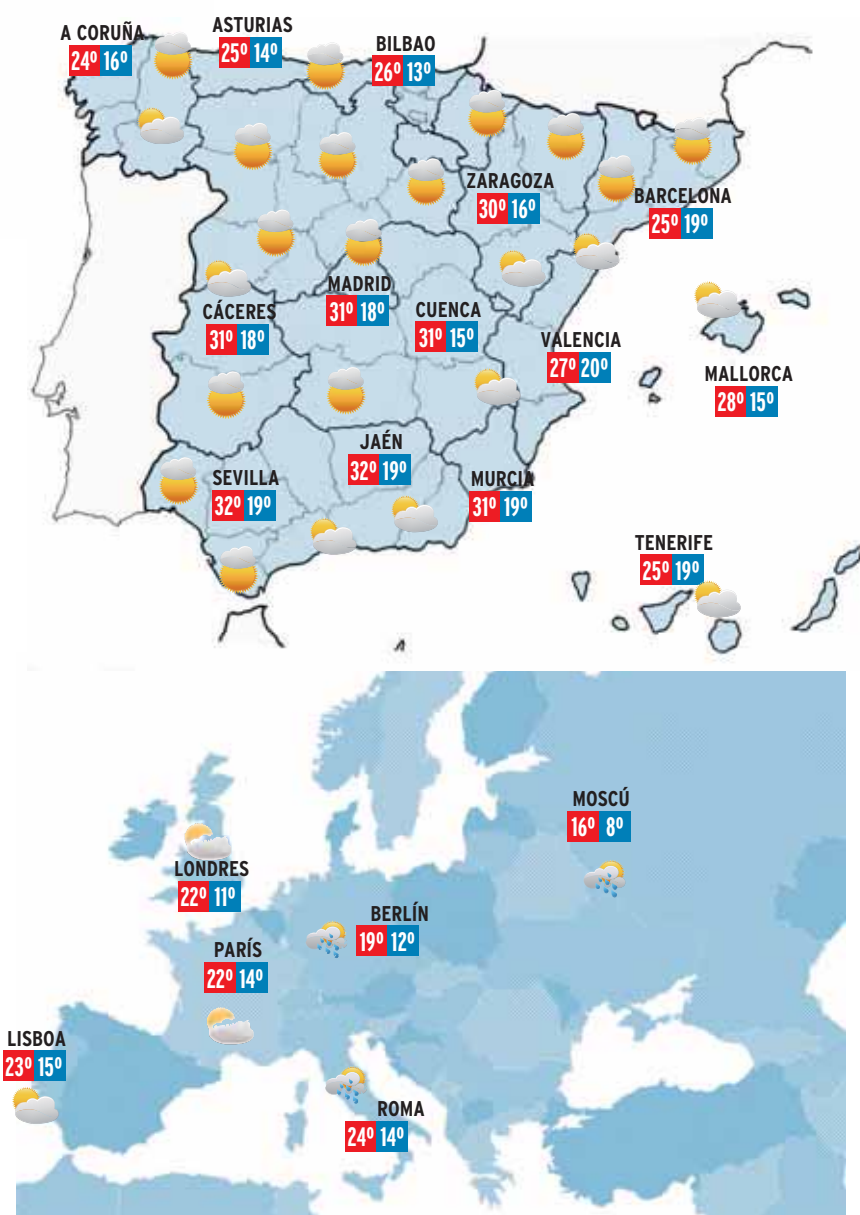 A CORUÑA
24º 16º
ASTURIAS
25º 14º
BILBAO
26º 13º
ZARAGOZA
30º 16º
BARCELONA
25º 19º
MADRID
31º 18º
CÁCERES
31º 18º
CUENCA
31º 15º
VALENCIA
27º 20º
MALLORCA
28º 15º
JAÉN
32º 19º
SEVILLA
32º 19º
MURCIA
31º 19º
TENERIFE
25º 19º
MOSCÚ
16º 8º
LONDRES
22º 11º
BERLÍN
19º 12º
PARÍS
22º 14º
LISBOA
23º 15º
ROMA
24º 14º